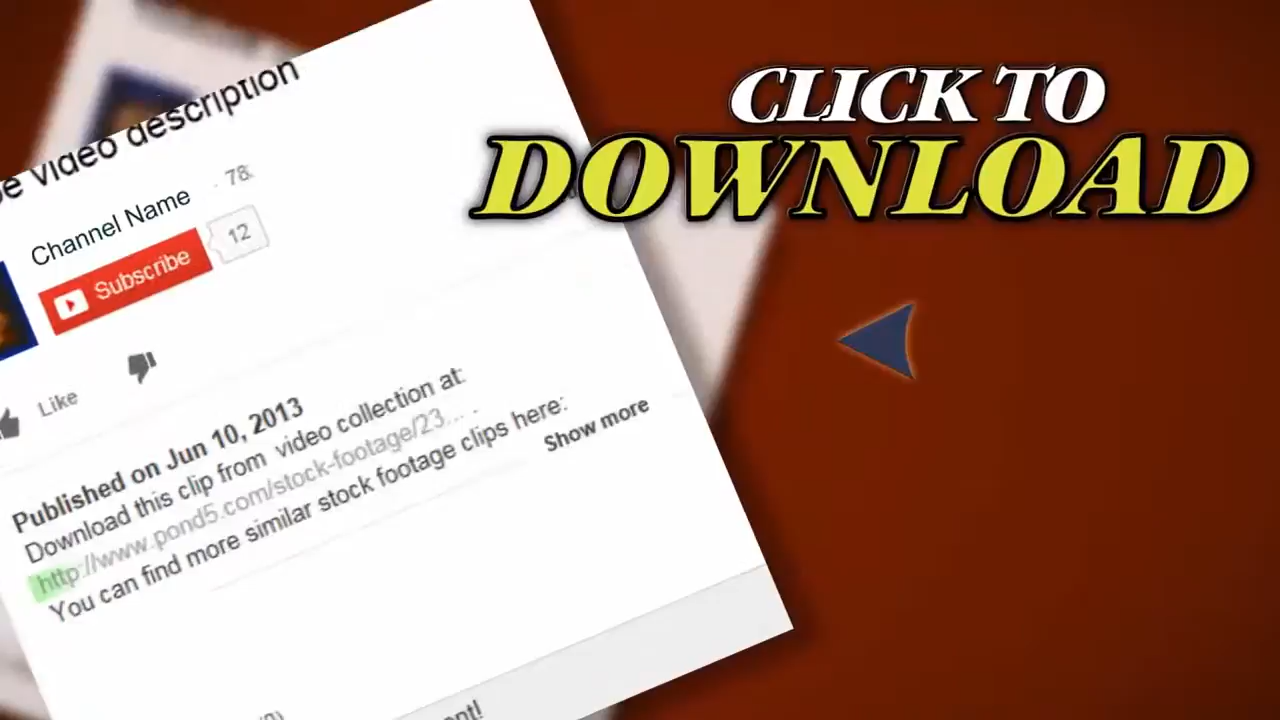 CLICK TO
DOWNLOAD
video description
Channel Name
Subscribe
12
Like
Published on Jun 10, 2013
Download this clip from video collection at:
http://www.pond5.com/stock-footage/23...
You can find more similar stock footage clips here:
Show more